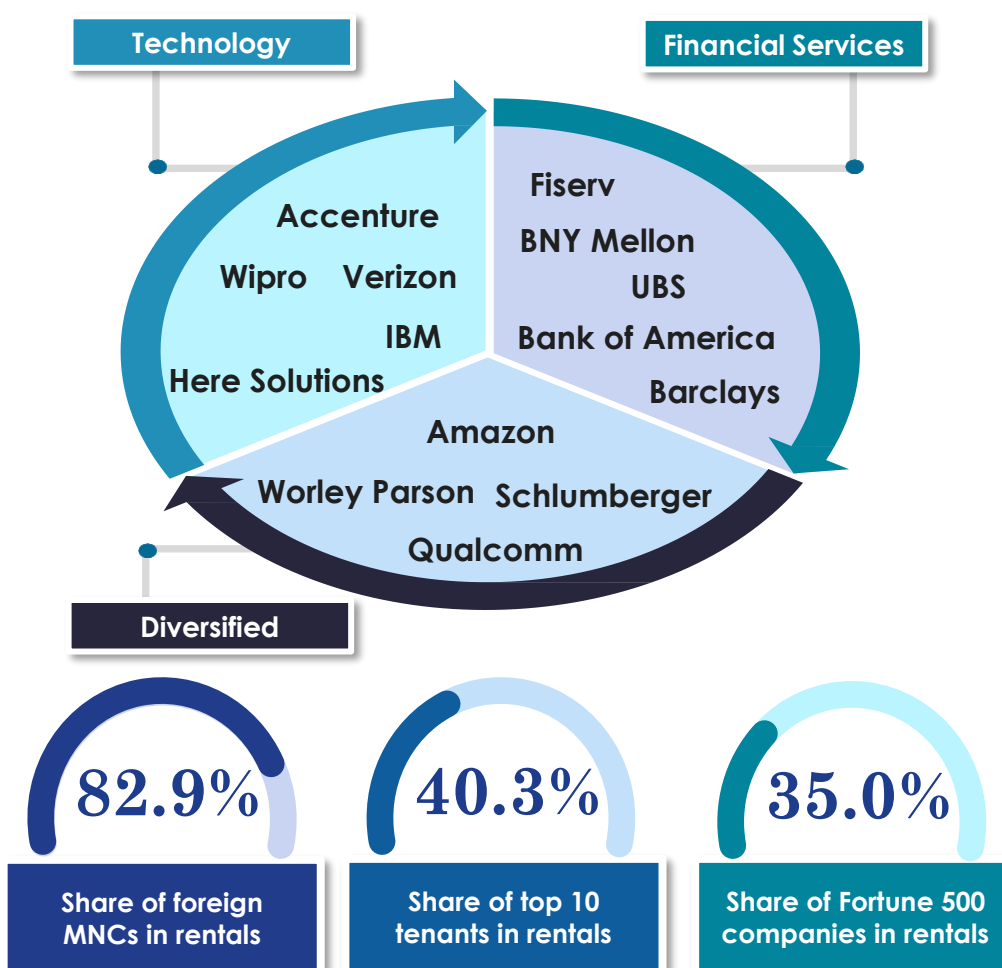 Technology
Financial Services
Accenture
Wipro Verizon
IBM
Here Solutions
Fiserv
BNY Mellon
UBS
Bank of America
Barclays
Amazon
Worley Parson Schlumberger
Qualcomm
Diversified
82.9%
Share of foreign
MNCs in rentals
40.3%
Share of top 10
tenants in rentals
35.0%
Share of Fortune 500
companies in rentals